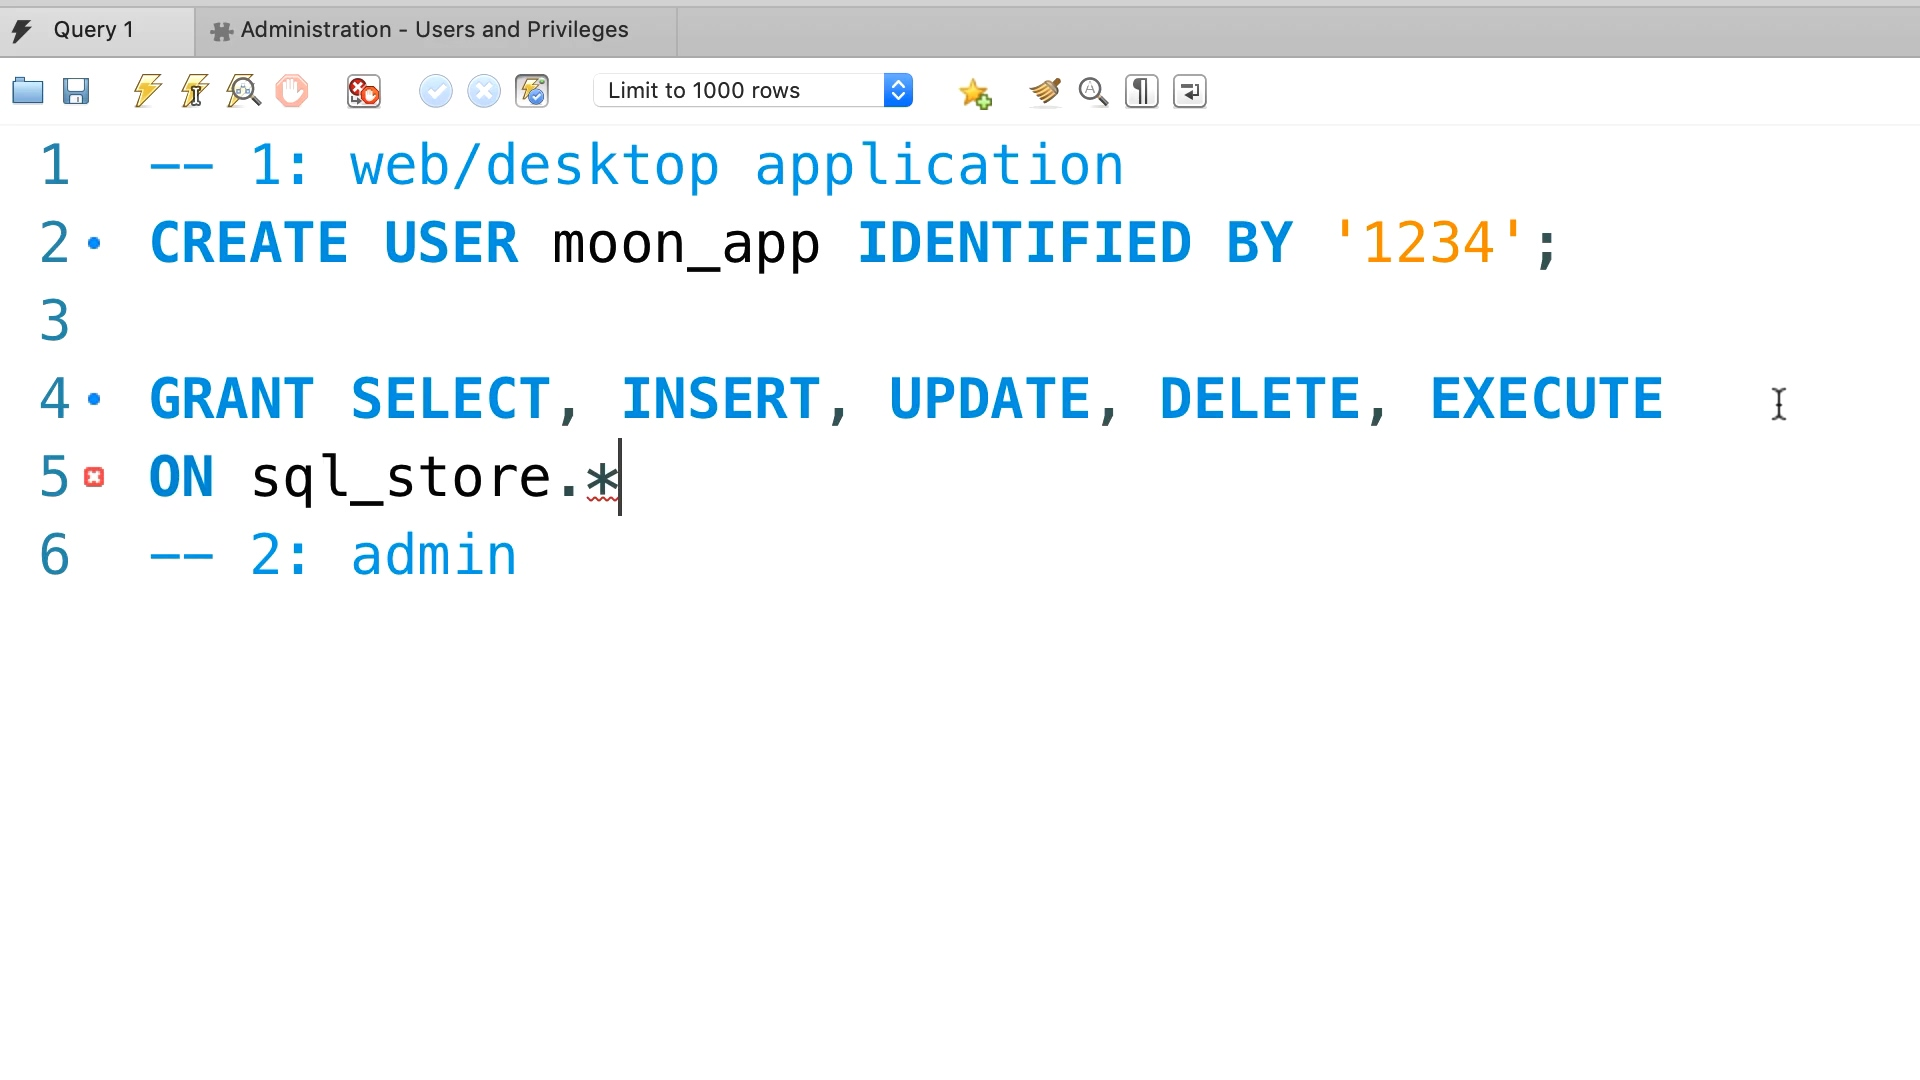 Query 1
Administration - Users and Privileges
Limit to 1000 rows
1 -- 1: web/desktop application
2 CREATE USER moon_app IDENTIFIED BY '1234';
3
4 GRANT SELECT, INSERT, UPDATE, DELETE, EXECUTE
5 ON sql_store.*
6 -- 2: admin